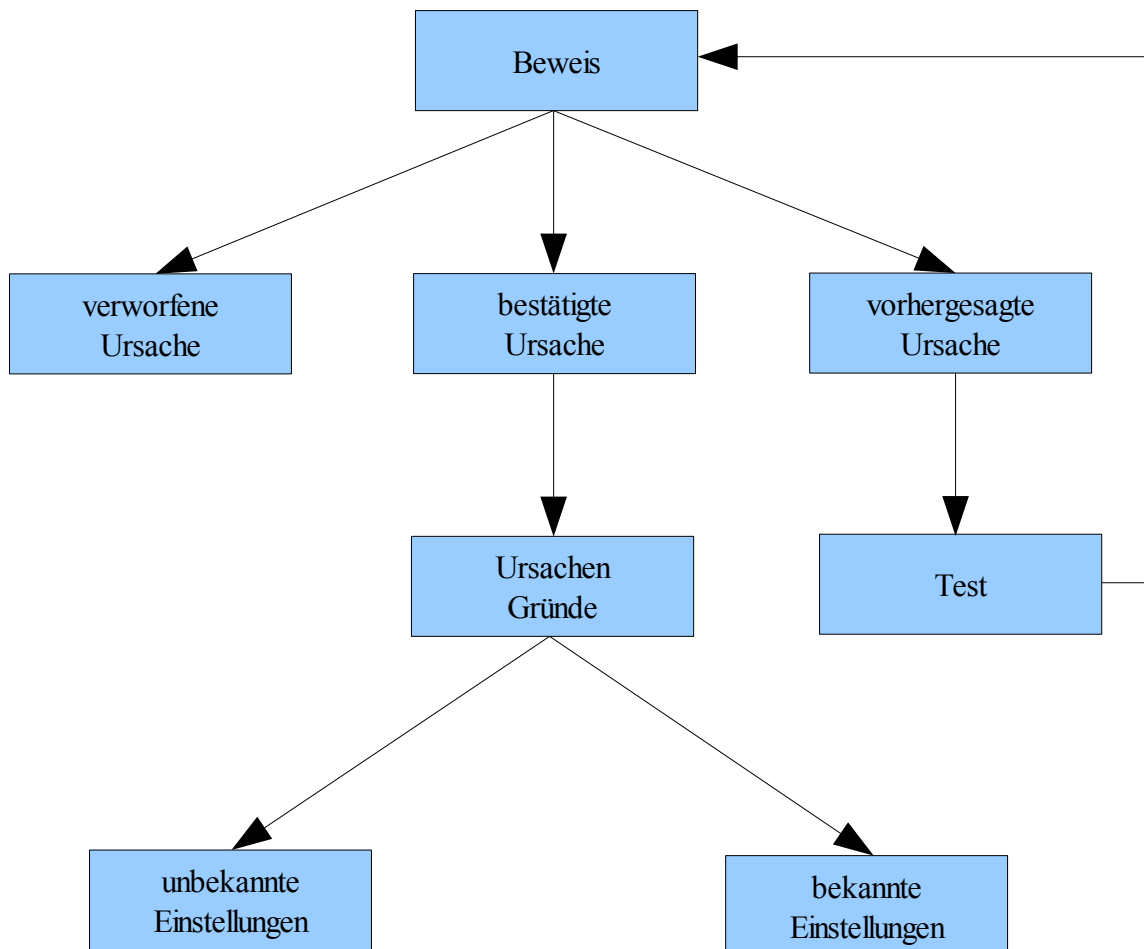 Beweis
verworfene
Ursache
bestätigte
Ursache
vorhergesagte
Ursache
Ursachen
Gründe
Test
unbekannte
Einstellungen
bekannte
Einstellungen